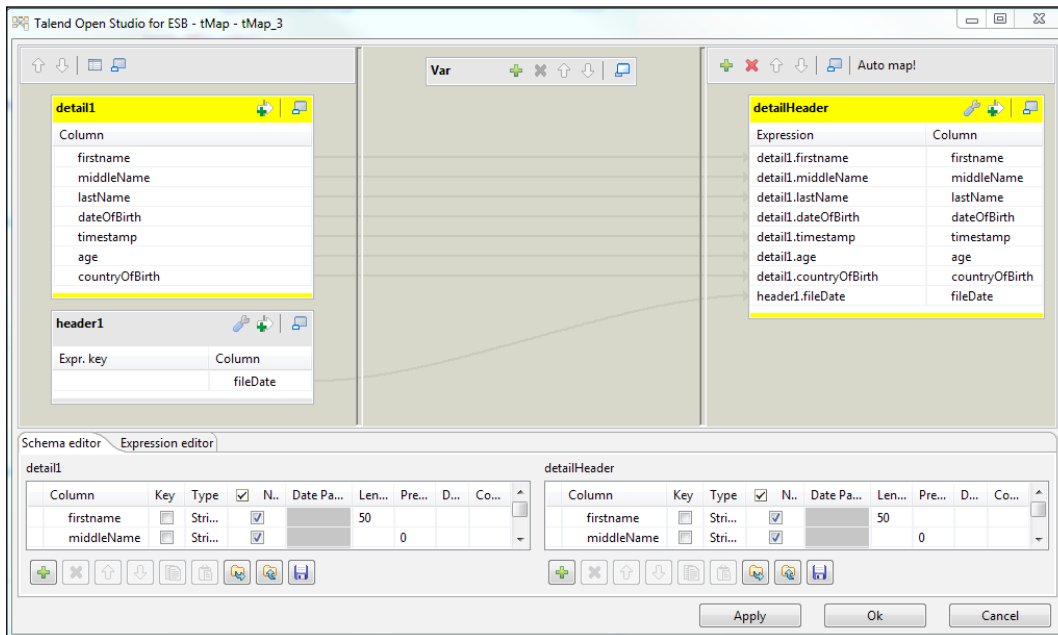 Talend Open Studio for ESB - tMap - tMap_3
Var
Auto map!
detail1
Column
firstname
middleName
lastName
dateOfBirth
timestamp
age
countryOfBirth
header1
Expr. key Column
fileDate
detailHeader
Expression Column
detail1.firstname firstname
detail1.middleName middleName
detail1.lastName lastName
detail1.dateOfBirth dateOfBirth
detail1.timestamp timestamp
detail1.age age
detail1.countryOfBirth countryOfBirth
header1.fileDate fileDate
Schema editor Expression editor
detail1
Column Key Type N.. Date Pa... Len... Pre... D... Co...
firstname Stri... 50
middleName Stri... 0
detailHeader
Column Key Type N.. Date Pa... Len... Pre... D... Co...
firstname Stri... 50
middleName Stri... 0
Apply Ok Cancel